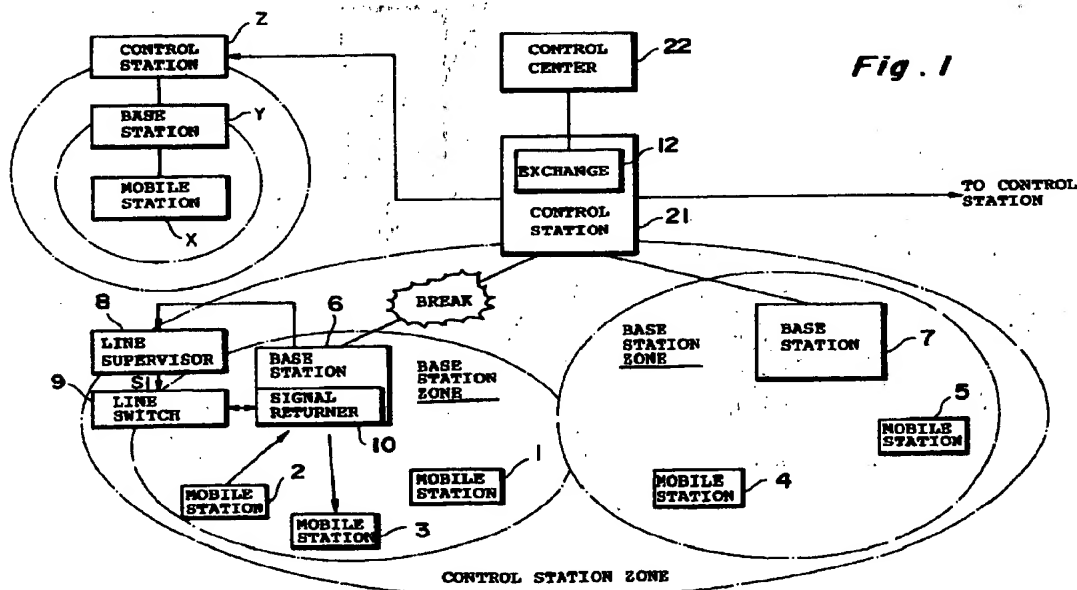 Fig. 1
Z
CONTROL
STATION
BASE
STATION
Y
MOBILE
STATION
X
CONTROL
CENTER
22
EXCHANGE
12
CONTROL
STATION
21
TO CONTROL
STATION
BREAK
8
LINE
SUPERVISOR
S1
9
LINE
SWITCH
6
BASE
STATION
SIGNAL
RETURNER
10
BASE
STATION
ZONE
2
MOBILE
STATION
MOBILE
STATION
3
1
MOBILE
STATION
BASE
STATION
ZONE
BASE
STATION
7
5
MOBILE
STATION
MOBILE
STATION
4
CONTROL STATION ZONE